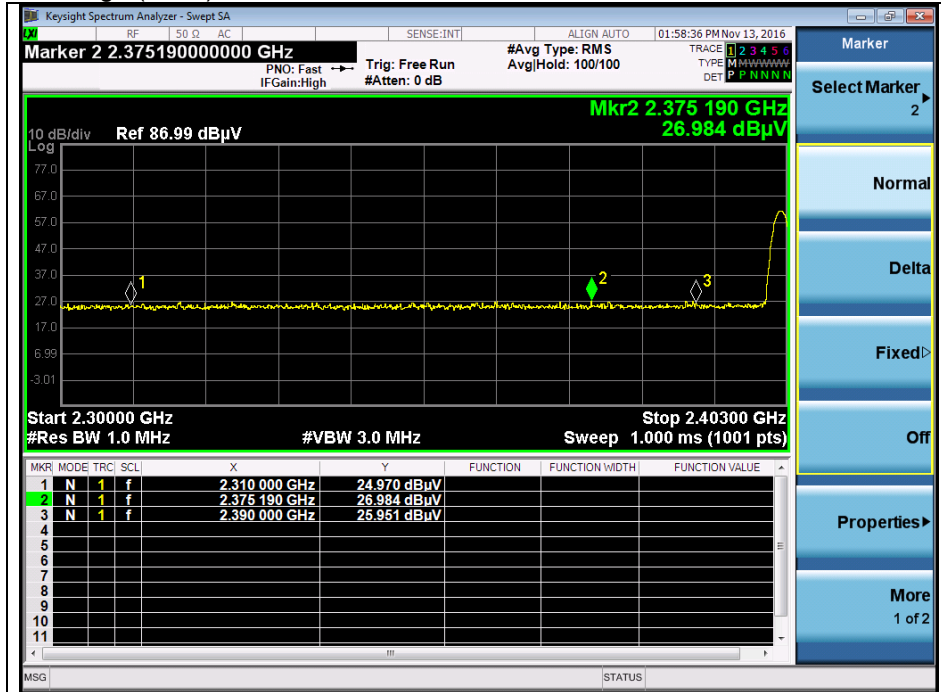 Keysight Spectrum Analyzer - Swept SA
LXI RF 50 Ω AC SENSE:INT ALIGN AUTO 01:58:36 PM Nov 13, 2016
Marker 2 2.375190000000 GHz
PNO: Fast
IFGain:High
Trig: Free Run
#Atten: 0 dB
#Avg Type: RMS
Avg|Hold: 100/100
TRACE 1 2 3 4 5 6
TYPE M M W W W W
DET P P N N N N
Mkr2 2.375 190 GHz
26.984 dBµV
10 dB/div Ref 86.99 dBµV
Log
77.0
67.0
57.0
47.0
37.0
27.0
17.0
6.99
-3.01
1
2
3
Start 2.30000 GHz Stop 2.40300 GHz
#Res BW 1.0 MHz #VBW 3.0 MHz Sweep 1.000 ms (1001 pts)
MKR MODE TRC SCL X Y FUNCTION FUNCTION WIDTH FUNCTION VALUE
1 N 1 f 2.310 000 GHz 24.970 dBµV
2 N 1 f 2.375 190 GHz 26.984 dBµV
3 N 1 f 2.390 000 GHz 25.951 dBµV
4
5
6
7
8
9
10
11
MSG STATUS
Marker
Select Marker
2
Normal
Delta
Fixed
Off
Properties
More
1 of 2